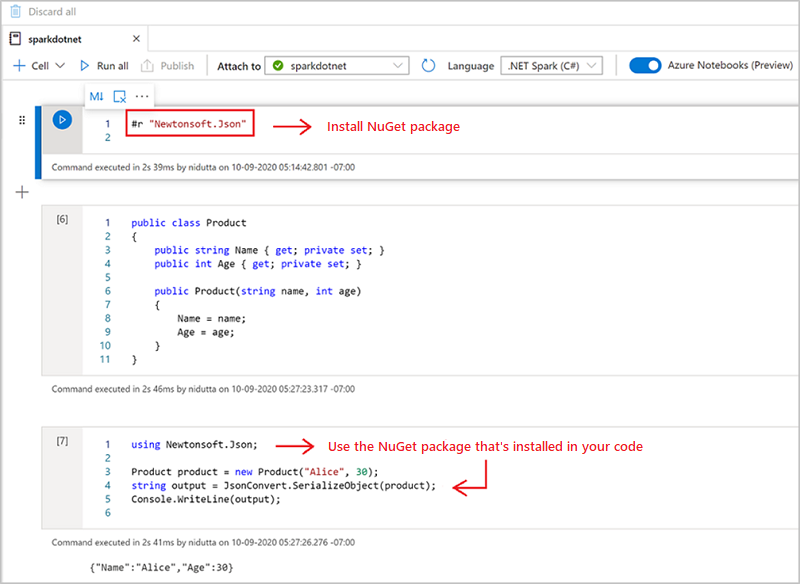 Discard all
sparkdotnet
Cell Run all Publish Attach to sparkdotnet Language .NET Spark (C#) Azure Notebooks (Preview)
M↓ ...
1 #r "Newtonsoft.Json" Install NuGet package
2
Command executed in 2s 39ms by nidutta on 10-09-2020 05:14:42.801 -07:00
[6] 1 public class Product
2 {
3 public string Name { get; private set; }
4 public int Age { get; private set; }
5
6 public Product(string name, int age)
7 {
8 Name = name;
9 Age = age;
10 }
11 }
Command executed in 2s 46ms by nidutta on 10-09-2020 05:27:23.317 -07:00
[7] 1 using Newtonsoft.Json; Use the NuGet package that's installed in your code
2
3 Product product = new Product("Alice", 30);
4 string output = JsonConvert.SerializeObject(product);
5 Console.WriteLine(output);
6
Command executed in 2s 41ms by nidutta on 10-09-2020 05:27:26.276 -07:00
{"Name":"Alice","Age":30}